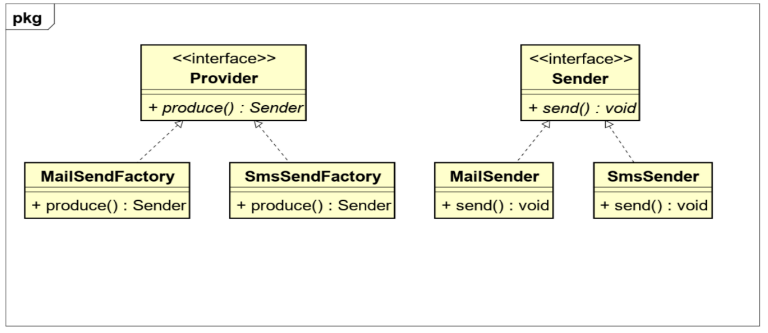 pkg
<<interface>>
Provider
+ produce() : Sender
<<interface>>
Sender
+ send() : void
MailSendFactory
+ produce() : Sender
SmsSendFactory
+ produce() : Sender
MailSender
+ send() : void
SmsSender
+ send() : void